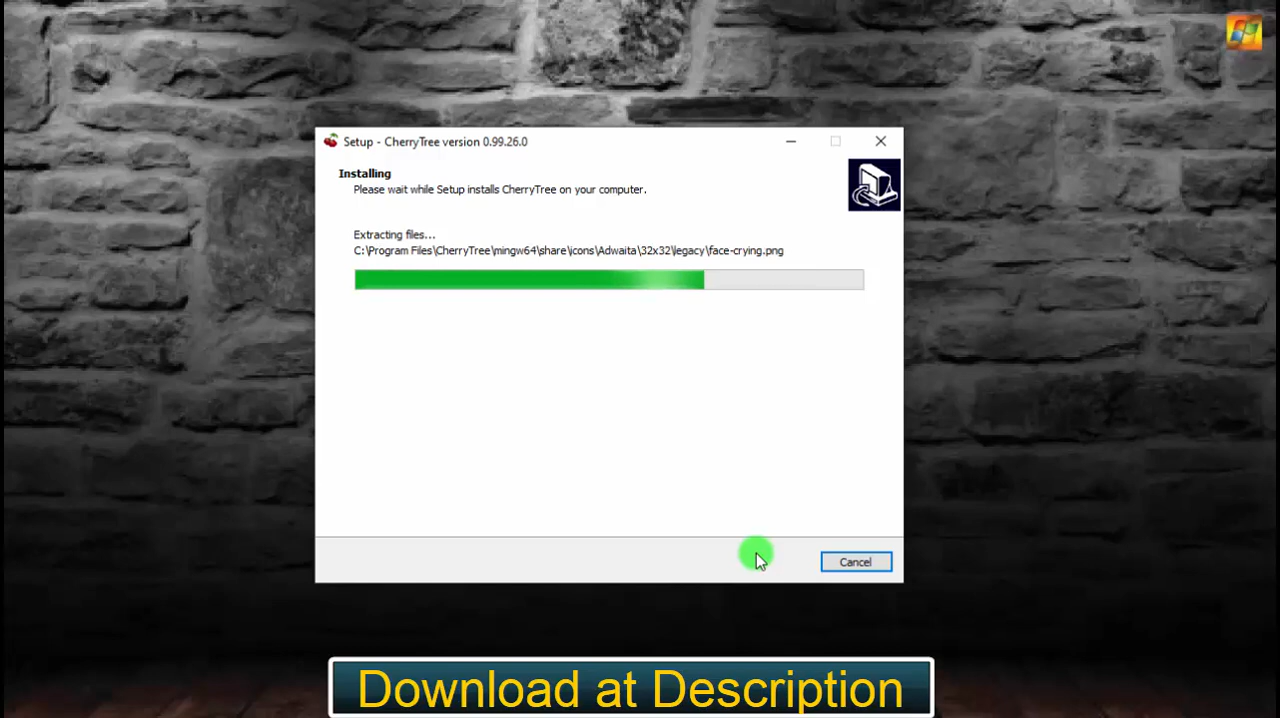 Setup - CherryTree version 0.99.26.0
Installing
Please wait while Setup installs CherryTree on your computer.
Extracting files...
C:\Program Files\CherryTree\mingw64\share\icons\Adwaita\32x32\legacy\face-crying.png
Cancel
Download at Description